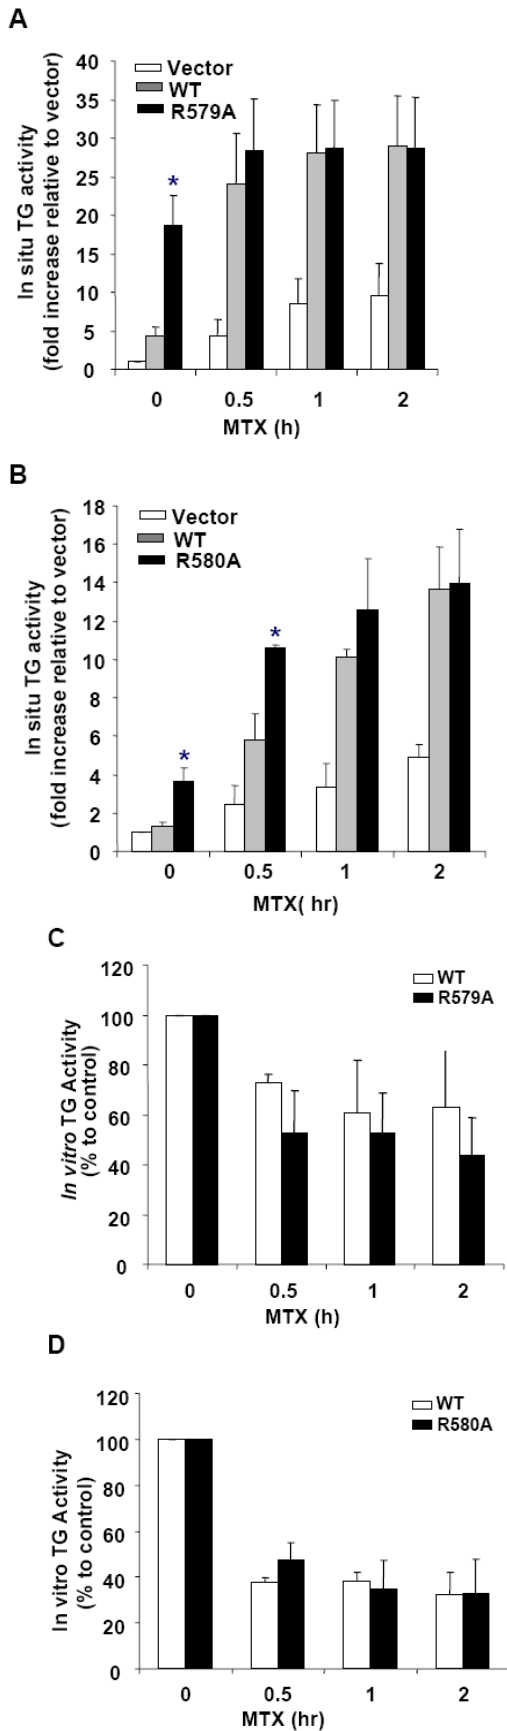 A
In situ TG activity
(fold increase relative to vector)
40
35
30
25
20
15
10
5
0
Vector
WT
R579A
*
0 0.5 1 2
MTX (h)
B
In situ TG activity
(fold increase relative to vector)
18
16
14
12
10
8
6
4
2
0
Vector
WT
R580A
*
*
0 0.5 1 2
MTX( hr)
C
In vitro TG Activity
(% to control)
120
100
80
60
40
20
0
WT
R579A
0 0.5 1 2
MTX (h)
D
In vitro TG Activity
(% to control)
120
100
80
60
40
20
0
WT
R580A
0 0.5 1 2
MTX (hr)